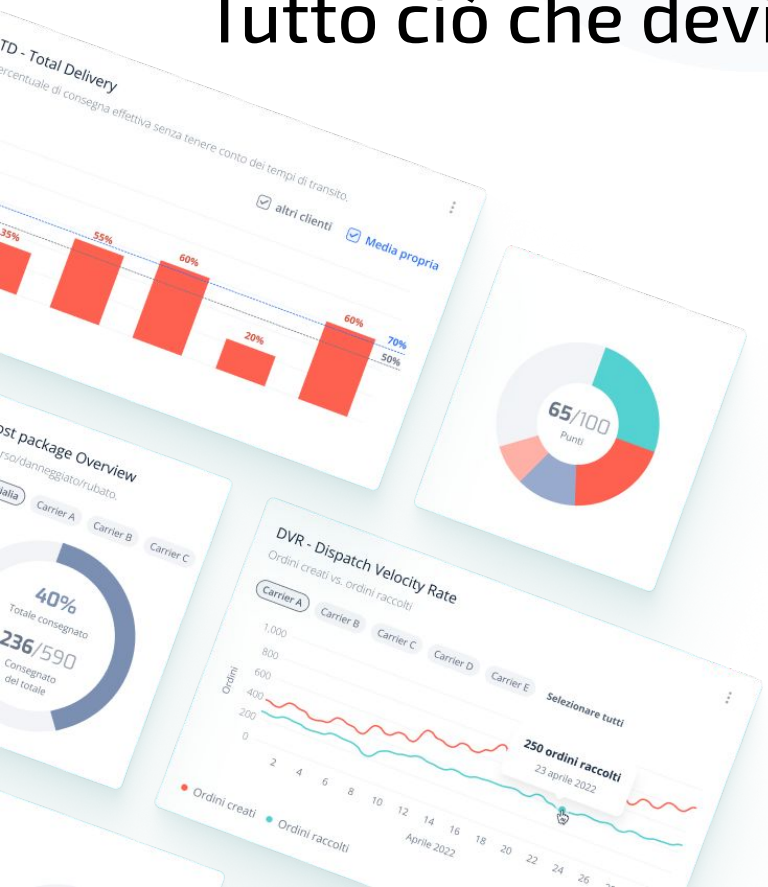 Tutto ciò che devi
TD - Total Delivery
percentuale di consegna effettiva senza tenere conto dei tempi di transito.
altri clienti
Media propria
35%
55%
60%
20%
60%
70%
50%
65/100
Punti
ost package Overview
rso/danneggiato/rubato.
Carrier A
Carrier B
Carrier C
40%
Totale consegnato
236/590
Consegnato
del totale
DVR - Dispatch Velocity Rate
Ordini creati vs. ordini raccolti
Carrier A
Carrier B
Carrier C
Carrier D
Carrier E
Selezionare tutti
Ordini
1,000
800
600
400
200
0
250 ordini raccolti
23 aprile 2022
2 4 6 8 10 12 14 16 18 20 22 24 26
Aprile 2022
Ordini creati
Ordini raccolti